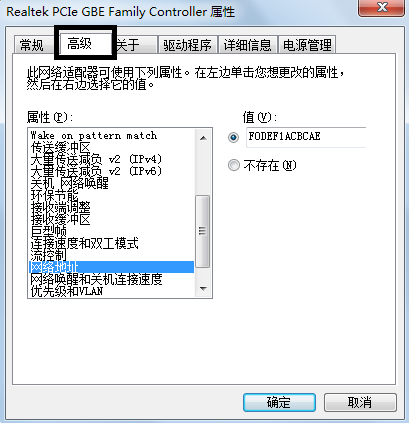 Realtek PCIe GBE Family Controller 属性
常规
高级
关于
驱动程序
详细信息
电源管理
此网络适配器可使用下列属性。在左边单击您想更改的属性，
然后在右边选择它的值。
属性(P):
值(V):
Wake on pattern match
传送缓冲区
大量传送减负 v2 (IPv4)
大量传送减负 v2 (IPv6)
关机 网络唤醒
环保节能
接收端调整
接收缓冲区
巨型帧
连接速度和双工模式
流控制
网络地址
网络唤醒和关机连接速度
优先级和VLAN
F0DEF1ACBCAE
不存在(N)
确定
取消